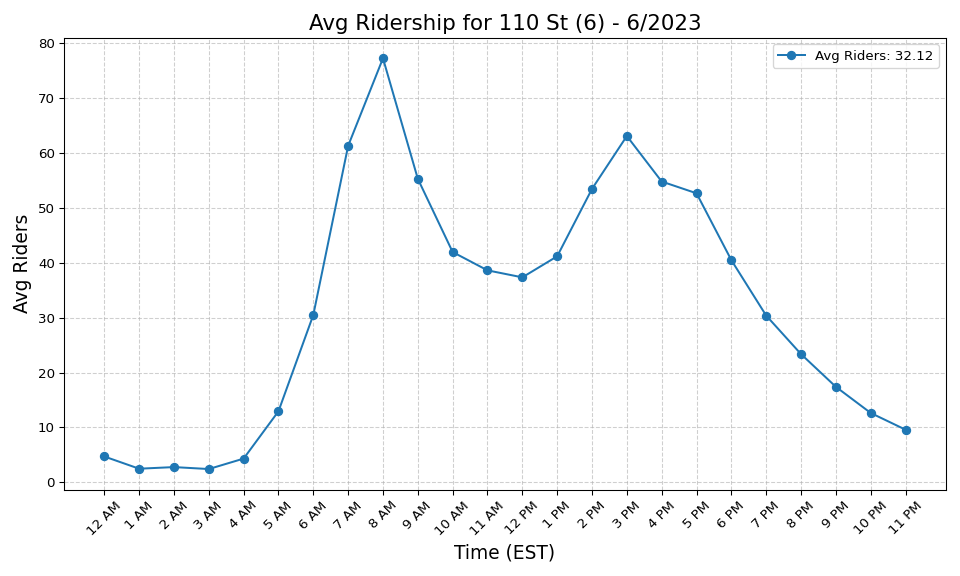 Avg Ridership for 110 St (6) - 6/2023
Avg Riders: 32.12
Avg Riders
80
70
60
50
40
30
20
10
0
12 AM
1 AM
2 AM
3 AM
4 AM
5 AM
6 AM
7 AM
8 AM
9 AM
10 AM
11 AM
12 PM
1 PM
2 PM
3 PM
4 PM
5 PM
6 PM
7 PM
8 PM
9 PM
10 PM
11 PM
Time (EST)